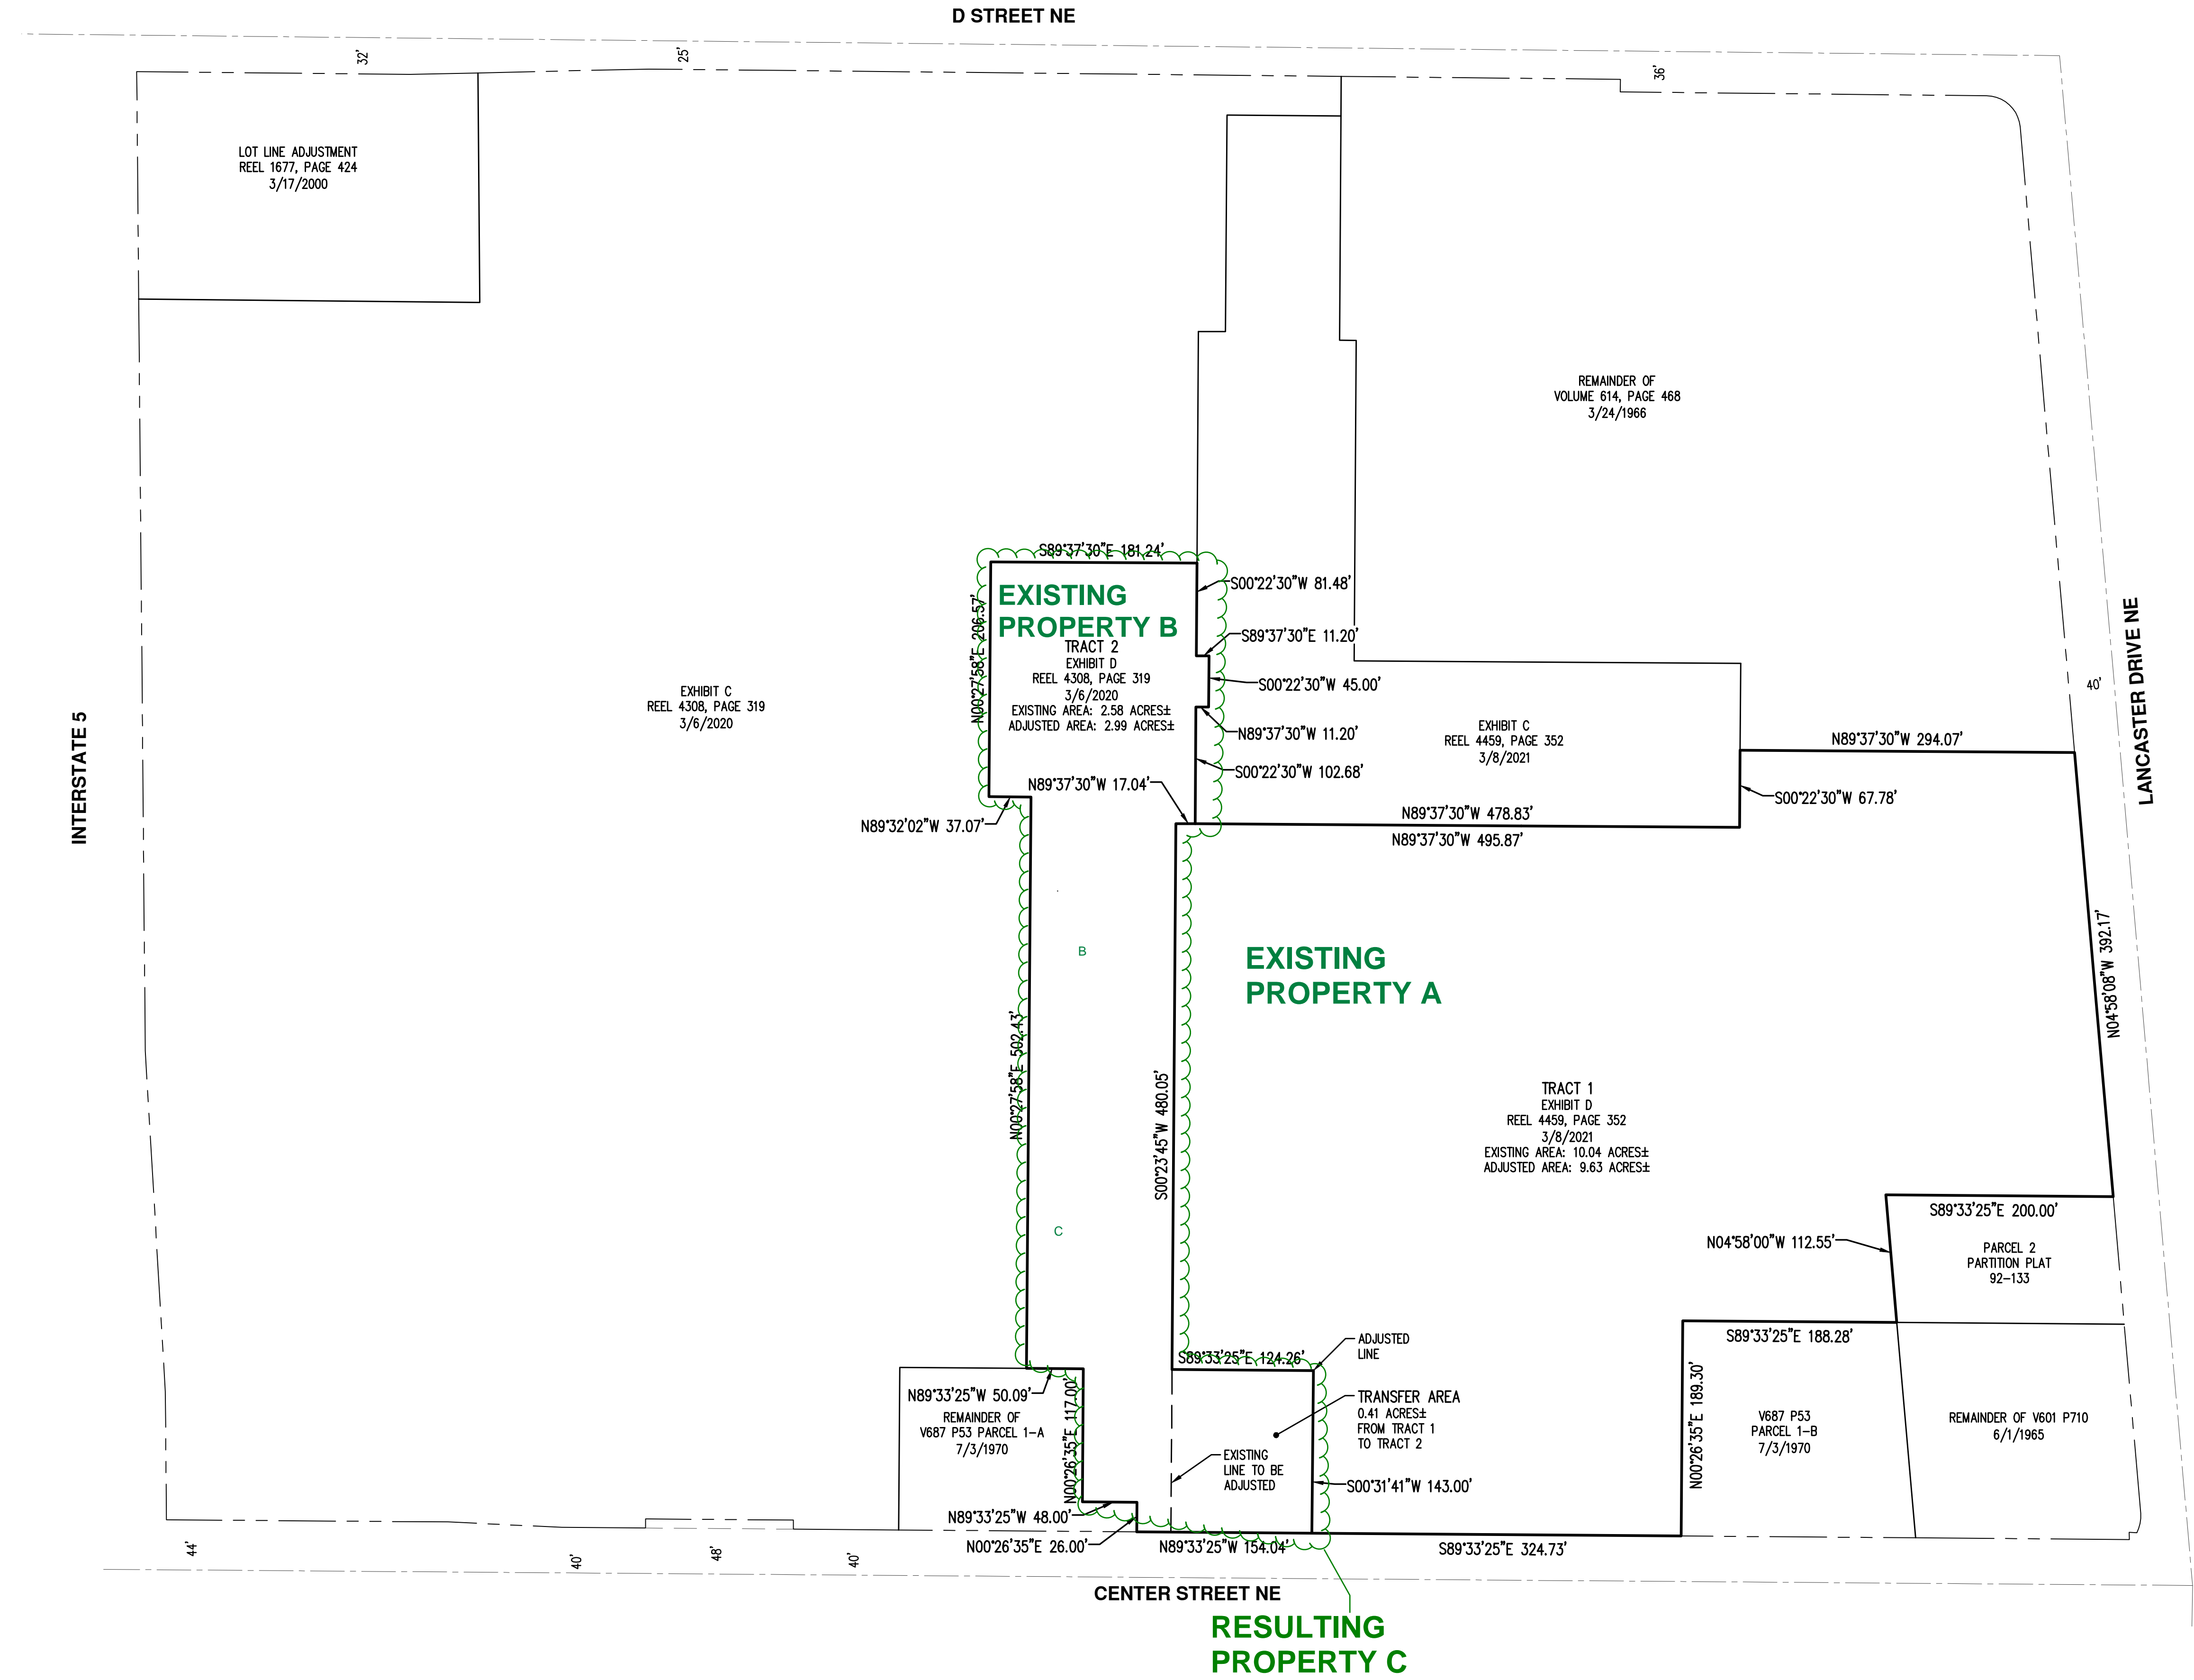 D STREET NE
32'
25'
36'
LOT LINE ADJUSTMENT
REEL 1677, PAGE 424
3/17/2000
REMAINDER OF
VOLUME 614, PAGE 468
3/24/1966
S89°37'30"E 181.24'
EXISTING
PROPERTY B
N00°27'58"E 206.57'
TRACT 2
EXHIBIT D
REEL 4308, PAGE 319
3/6/2020
EXISTING AREA: 2.58 ACRES±
ADJUSTED AREA: 2.99 ACRES±
S00°22'30"W 81.48'
S89°37'30"E 11.20'
S00°22'30"W 45.00'
N89°37'30"W 11.20'
S00°22'30"W 102.68'
N89°37'30"W 17.04'
N89°32'02"W 37.07'
EXHIBIT C
REEL 4308, PAGE 319
3/6/2020
INTERSTATE 5
EXHIBIT C
REEL 4459, PAGE 352
3/8/2021
N89°37'30"W 294.07'
S00°22'30"W 67.78'
N89°37'30"W 478.83'
N89°37'30"W 495.87'
40'
LANCASTER DRIVE NE
B
EXISTING
PROPERTY A
N04°58'08"W 392.17'
N00°27'58"E 502.43'
S00°23'45"W 480.05'
TRACT 1
EXHIBIT D
REEL 4459, PAGE 352
3/8/2021
EXISTING AREA: 10.04 ACRES±
ADJUSTED AREA: 9.63 ACRES±
C
S89°33'25"E 200.00'
N04°58'00"W 112.55'
PARCEL 2
PARTITION PLAT
92-133
S89°33'25"E 188.28'
ADJUSTED
LINE
S89°33'25"E 124.26'
N89°33'25"W 50.09'
REMAINDER OF
V687 P53 PARCEL 1-A
7/3/1970
N00°26'35"E 117.00'
TRANSFER AREA
0.41 ACRES±
FROM TRACT 1
TO TRACT 2
EXISTING
LINE TO BE
ADJUSTED
S00°31'41"W 143.00'
N00°26'35"E 189.30'
V687 P53
PARCEL 1-B
7/3/1970
REMAINDER OF V601 P710
6/1/1965
N89°33'25"W 48.00'
N00°26'35"E 26.00'
N89°33'25"W 154.04'
S89°33'25"E 324.73'
44'
40'
48'
40'
CENTER STREET NE
RESULTING
PROPERTY C